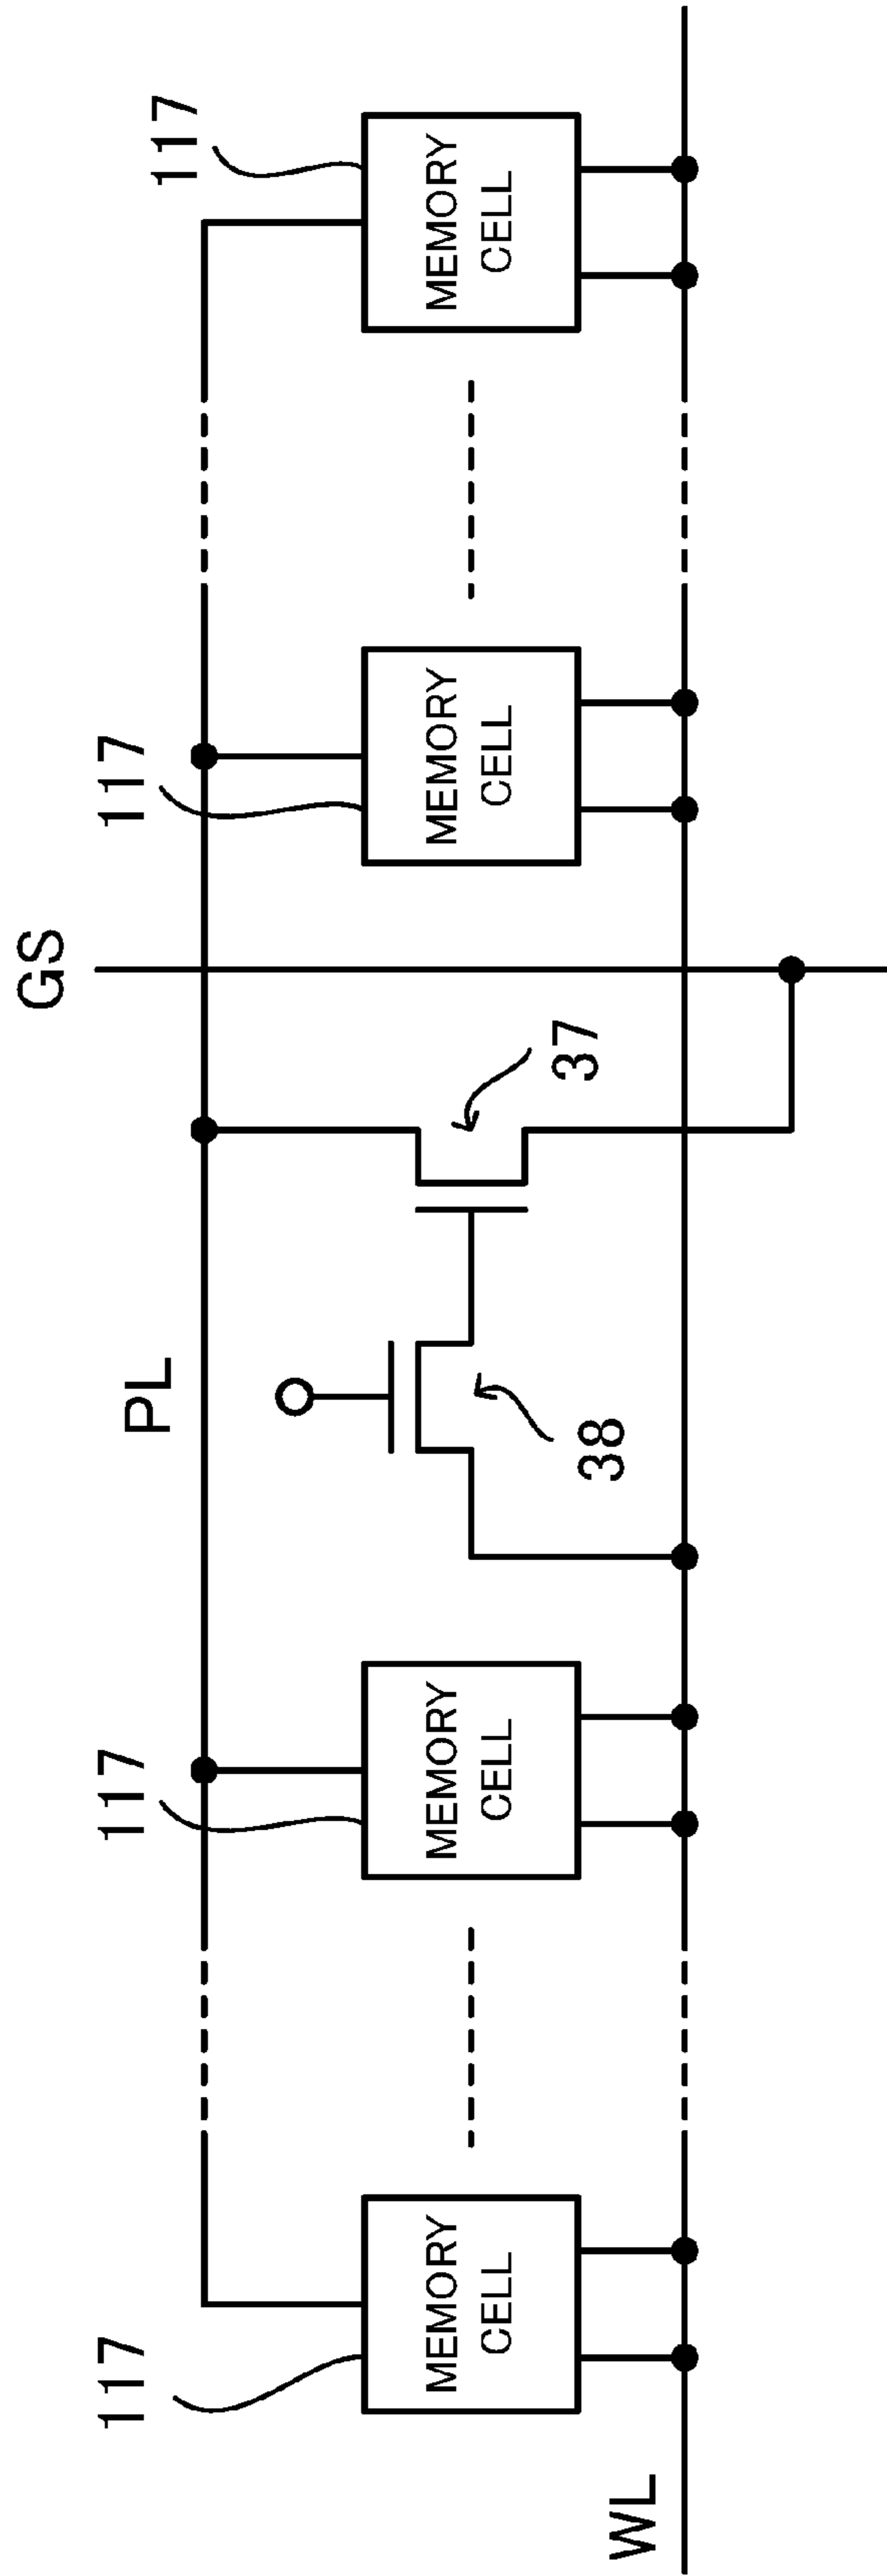 GS
117
117
PL
117
117
MEMORY
CELL
MEMORY
CELL
38
37
MEMORY
CELL
MEMORY
CELL
WL